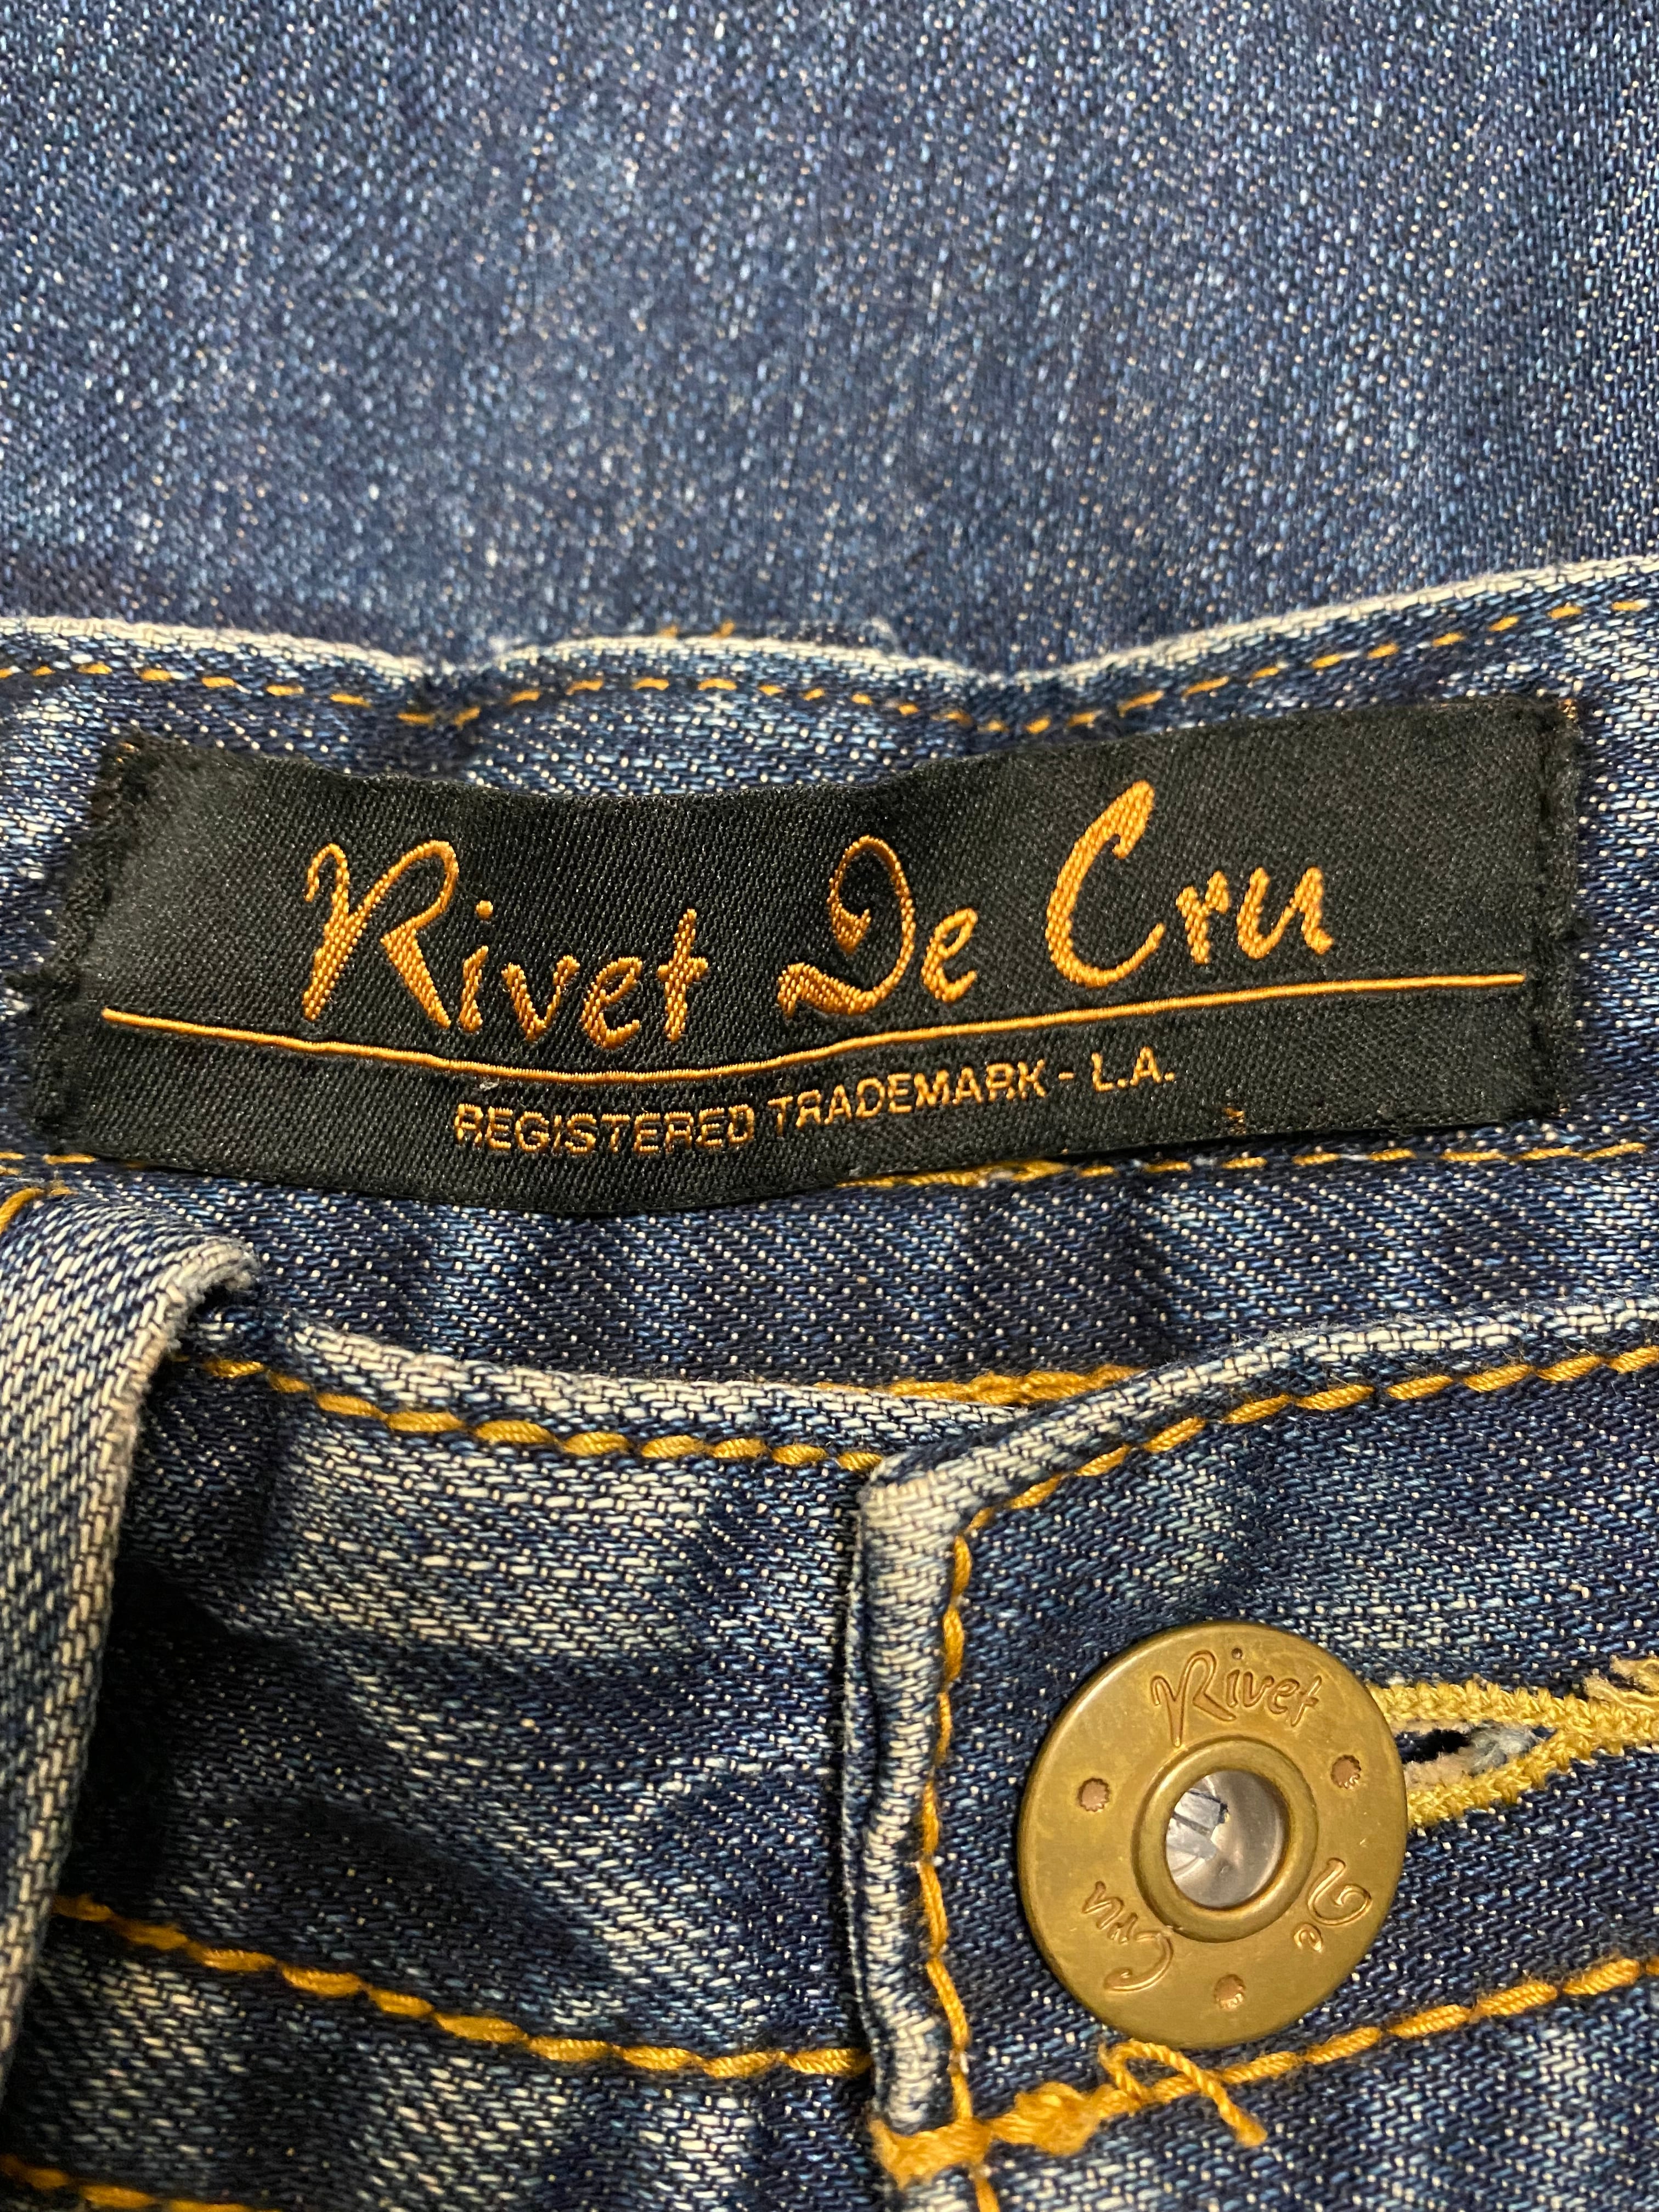 Rivet De Cru
REGISTERED TRADEMARK - L.A.
Rivet De Cru